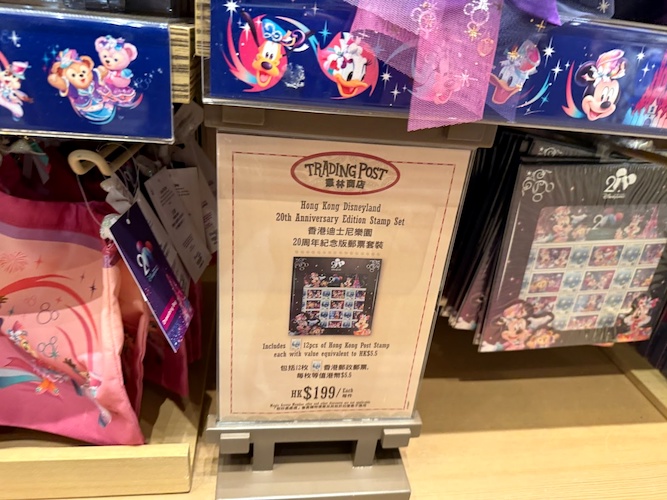 TRADING POST
森林商店
Hong Kong Disneyland
20th Anniversary Edition Stamp Set
香港迪士尼樂園
20周年紀念版郵票套裝
Includes 12pcs of Hong Kong Post Stamp
each with value equivalent to HK$5.5
包括12枚香港郵政郵票,
每枚等值港幣$5.5
HK$199/ Each
每件
20
20